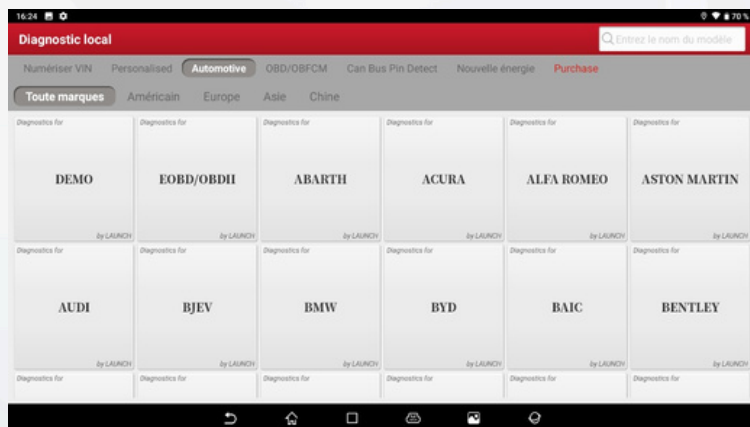 16:24 70 %
Diagnostic local Entrez le nom du modèle
Numériser VIN Personalised Automotive OBD/OBFCM Can Bus Pin Detect Nouvelle énergie Purchase
Toute marques Américain Europe Asie Chine
Diagnostics for Diagnostics for Diagnostics for Diagnostics for Diagnostics for Diagnostics for
DEMO EOBD/OBDII ABARTH ACURA ALFA ROMEO ASTON MARTIN
by LAUNCH by LAUNCH by LAUNCH by LAUNCH by LAUNCH by LAUNCH
Diagnostics for Diagnostics for Diagnostics for Diagnostics for Diagnostics for Diagnostics for
AUDI BJEV BMW BYD BAIC BENTLEY
by LAUNCH by LAUNCH by LAUNCH by LAUNCH by LAUNCH by LAUNCH
Diagnostics for Diagnostics for Diagnostics for Diagnostics for Diagnostics for Diagnostics for